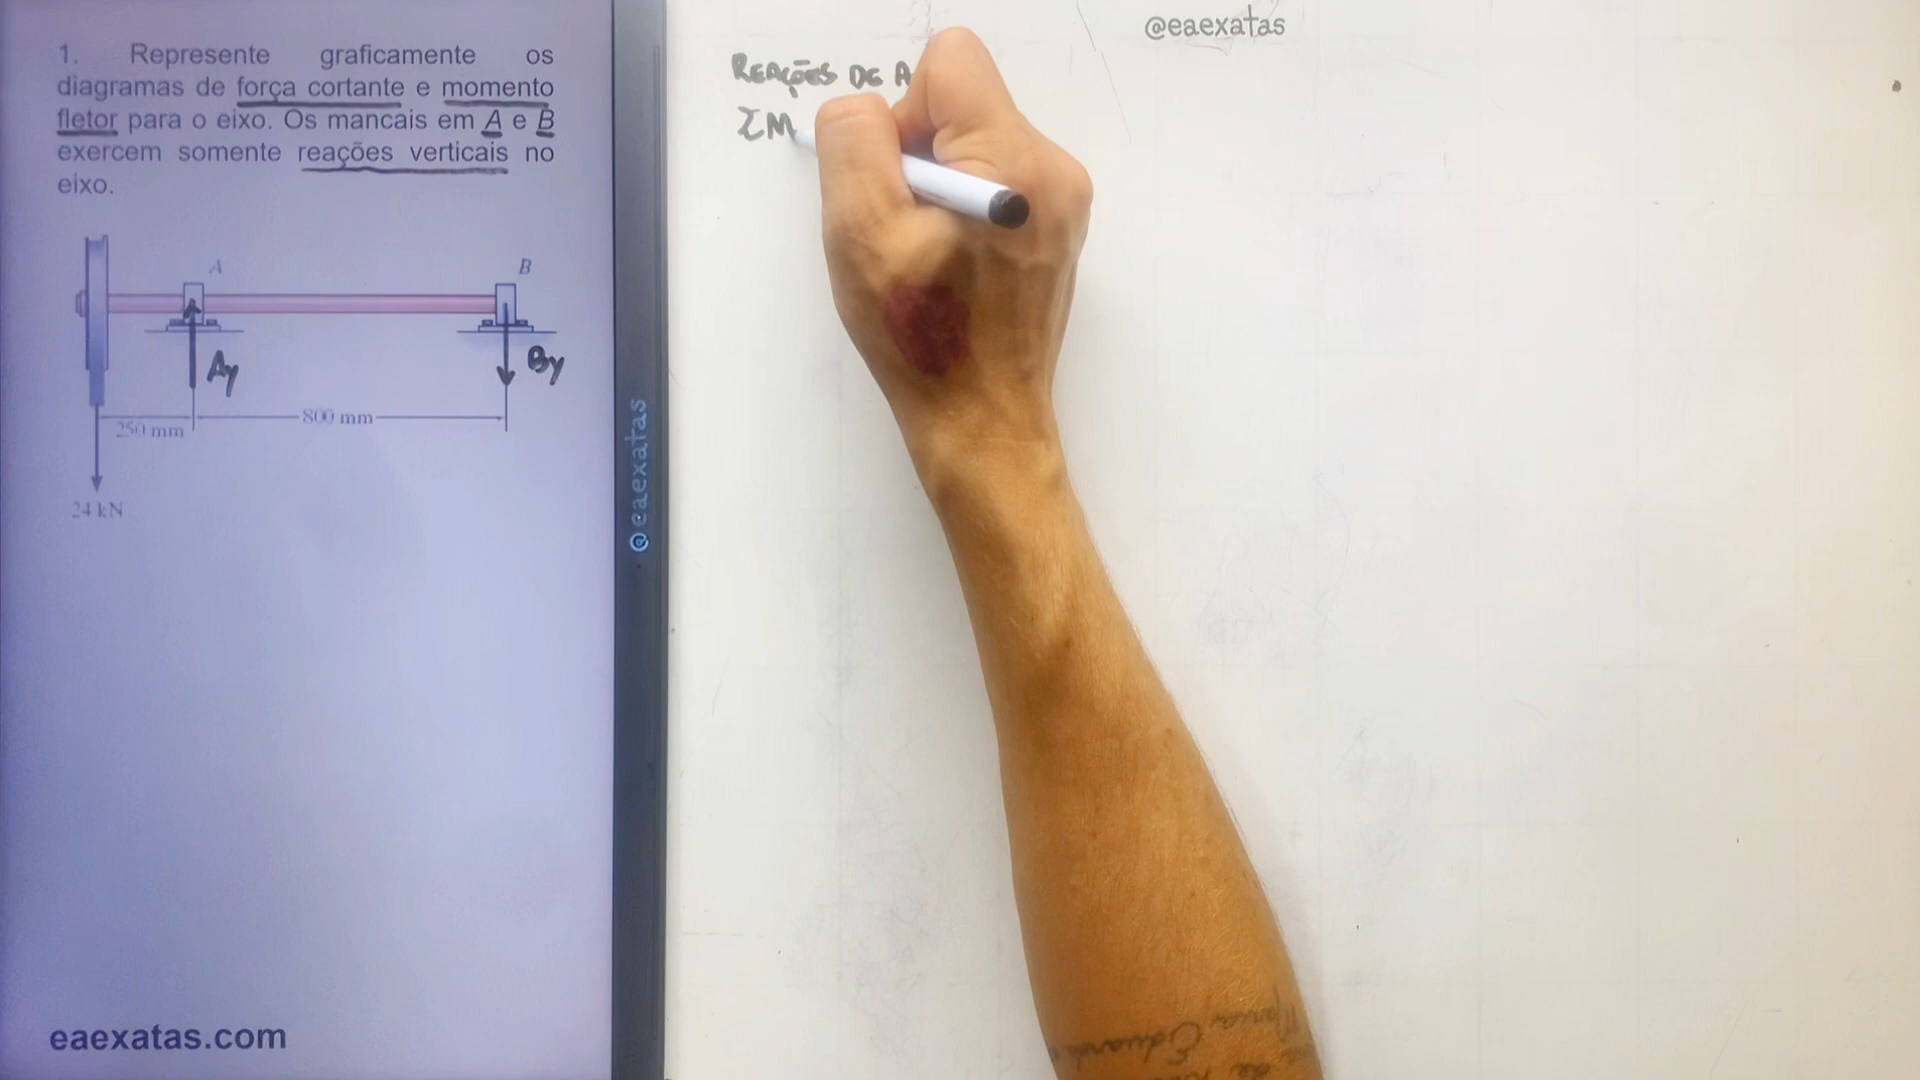 1. Represente graficamente os
diagramas de força cortante e momento
fletor para o eixo. Os mancais em A e B
exercem somente reações verticais no
eixo.
A
B
Ay
By
250 mm
800 mm
24 kN
eaexatas.com
@eaexatas
@eaexatas
REAÇÕES DE A
ΣM
Eduarda